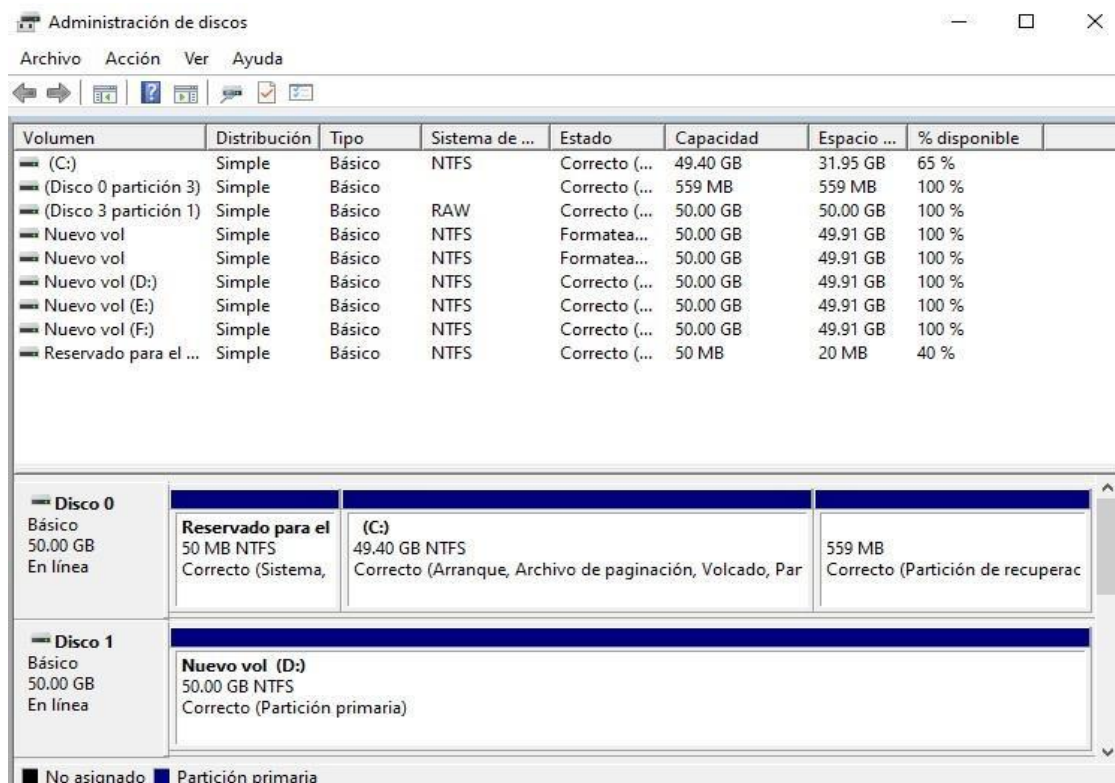 Administración de discos
Archivo Acción Ver Ayuda
Volumen Distribución Tipo Sistema de ... Estado Capacidad Espacio ... % disponible
(C:) Simple Básico NTFS Correcto (... 49.40 GB 31.95 GB 65 %
(Disco 0 partición 3) Simple Básico Correcto (... 559 MB 559 MB 100 %
(Disco 3 partición 1) Simple Básico RAW Correcto (... 50.00 GB 50.00 GB 100 %
Nuevo vol Simple Básico NTFS Formatea... 50.00 GB 49.91 GB 100 %
Nuevo vol Simple Básico NTFS Formatea... 50.00 GB 49.91 GB 100 %
Nuevo vol (D:) Simple Básico NTFS Correcto (... 50.00 GB 49.91 GB 100 %
Nuevo vol (E:) Simple Básico NTFS Correcto (... 50.00 GB 49.91 GB 100 %
Nuevo vol (F:) Simple Básico NTFS Correcto (... 50.00 GB 49.91 GB 100 %
Reservado para el ... Simple Básico NTFS Correcto (... 50 MB 20 MB 40 %
Disco 0
Básico
50.00 GB
En línea
Reservado para el
50 MB NTFS
Correcto (Sistema,
(C:)
49.40 GB NTFS
Correcto (Arranque, Archivo de paginación, Volcado, Par
559 MB
Correcto (Partición de recuperac
Disco 1
Básico
50.00 GB
En línea
Nuevo vol (D:)
50.00 GB NTFS
Correcto (Partición primaria)
No asignado Partición primaria